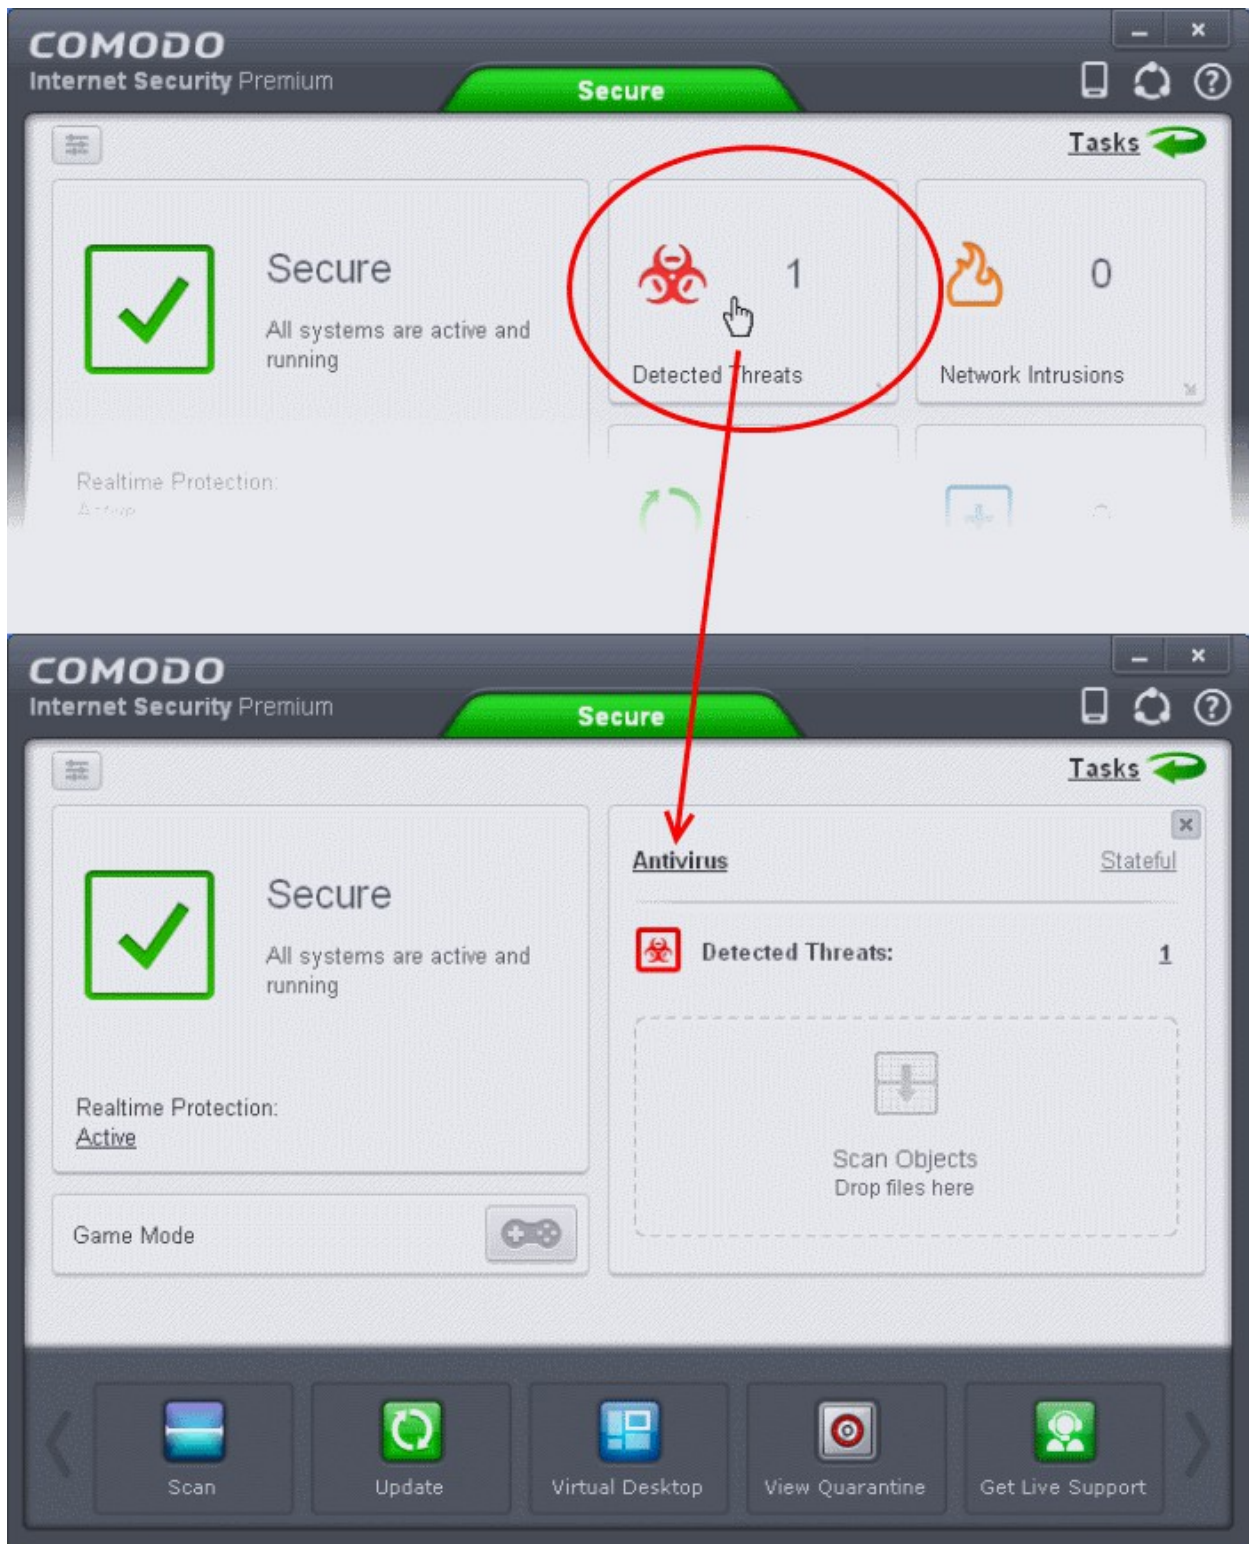 COMODO
Internet Security Premium
Secure
Tasks
Secure
All systems are active and
running
1
Detected Threats
0
Network Intrusions
Realtime Protection:
Active
COMODO
Internet Security Premium
Secure
Tasks
Secure
All systems are active and
running
Realtime Protection:
Active
Game Mode
Antivirus
Stateful
Detected Threats:
1
Scan Objects
Drop files here
Scan
Update
Virtual Desktop
View Quarantine
Get Live Support